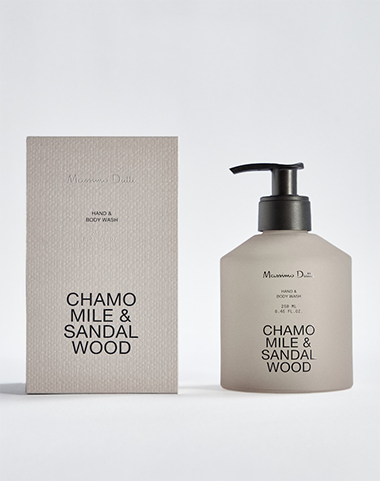 Massimo Dutti
HAND &
BODY WASH
CHAMO
MILE &
SANDAL
WOOD
Massimo Dutti
HAND &
BODY WASH
250 ML
8.45 FL.OZ.
CHAMO
MILE &
SANDAL
WOOD